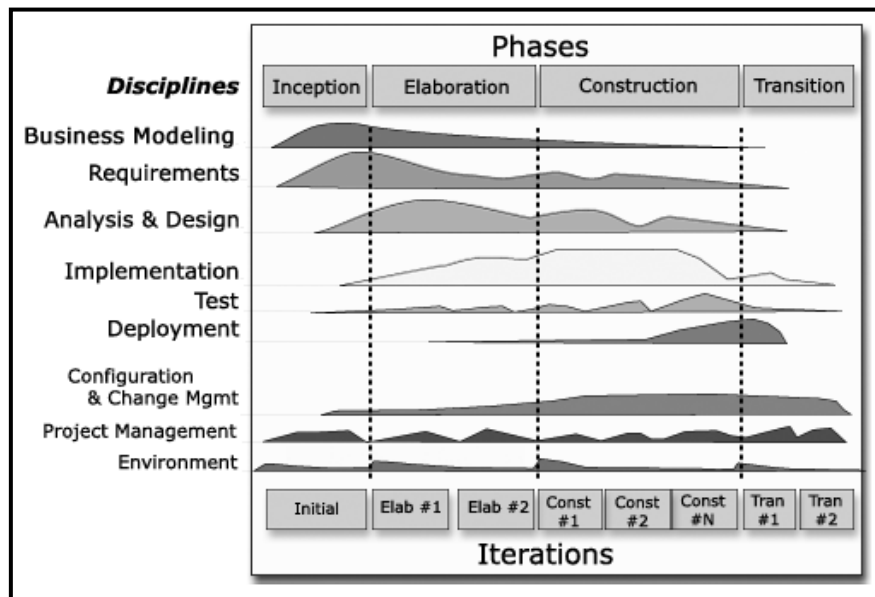 Phases
Disciplines
Inception
Elaboration
Construction
Transition
Business Modeling
Requirements
Analysis & Design
Implementation
Test
Deployment
Configuration
& Change Mgmt
Project Management
Environment
Initial
Elab #1
Elab #2
Const
#1
Const
#2
Const
#N
Tran
#1
Tran
#2
Iterations